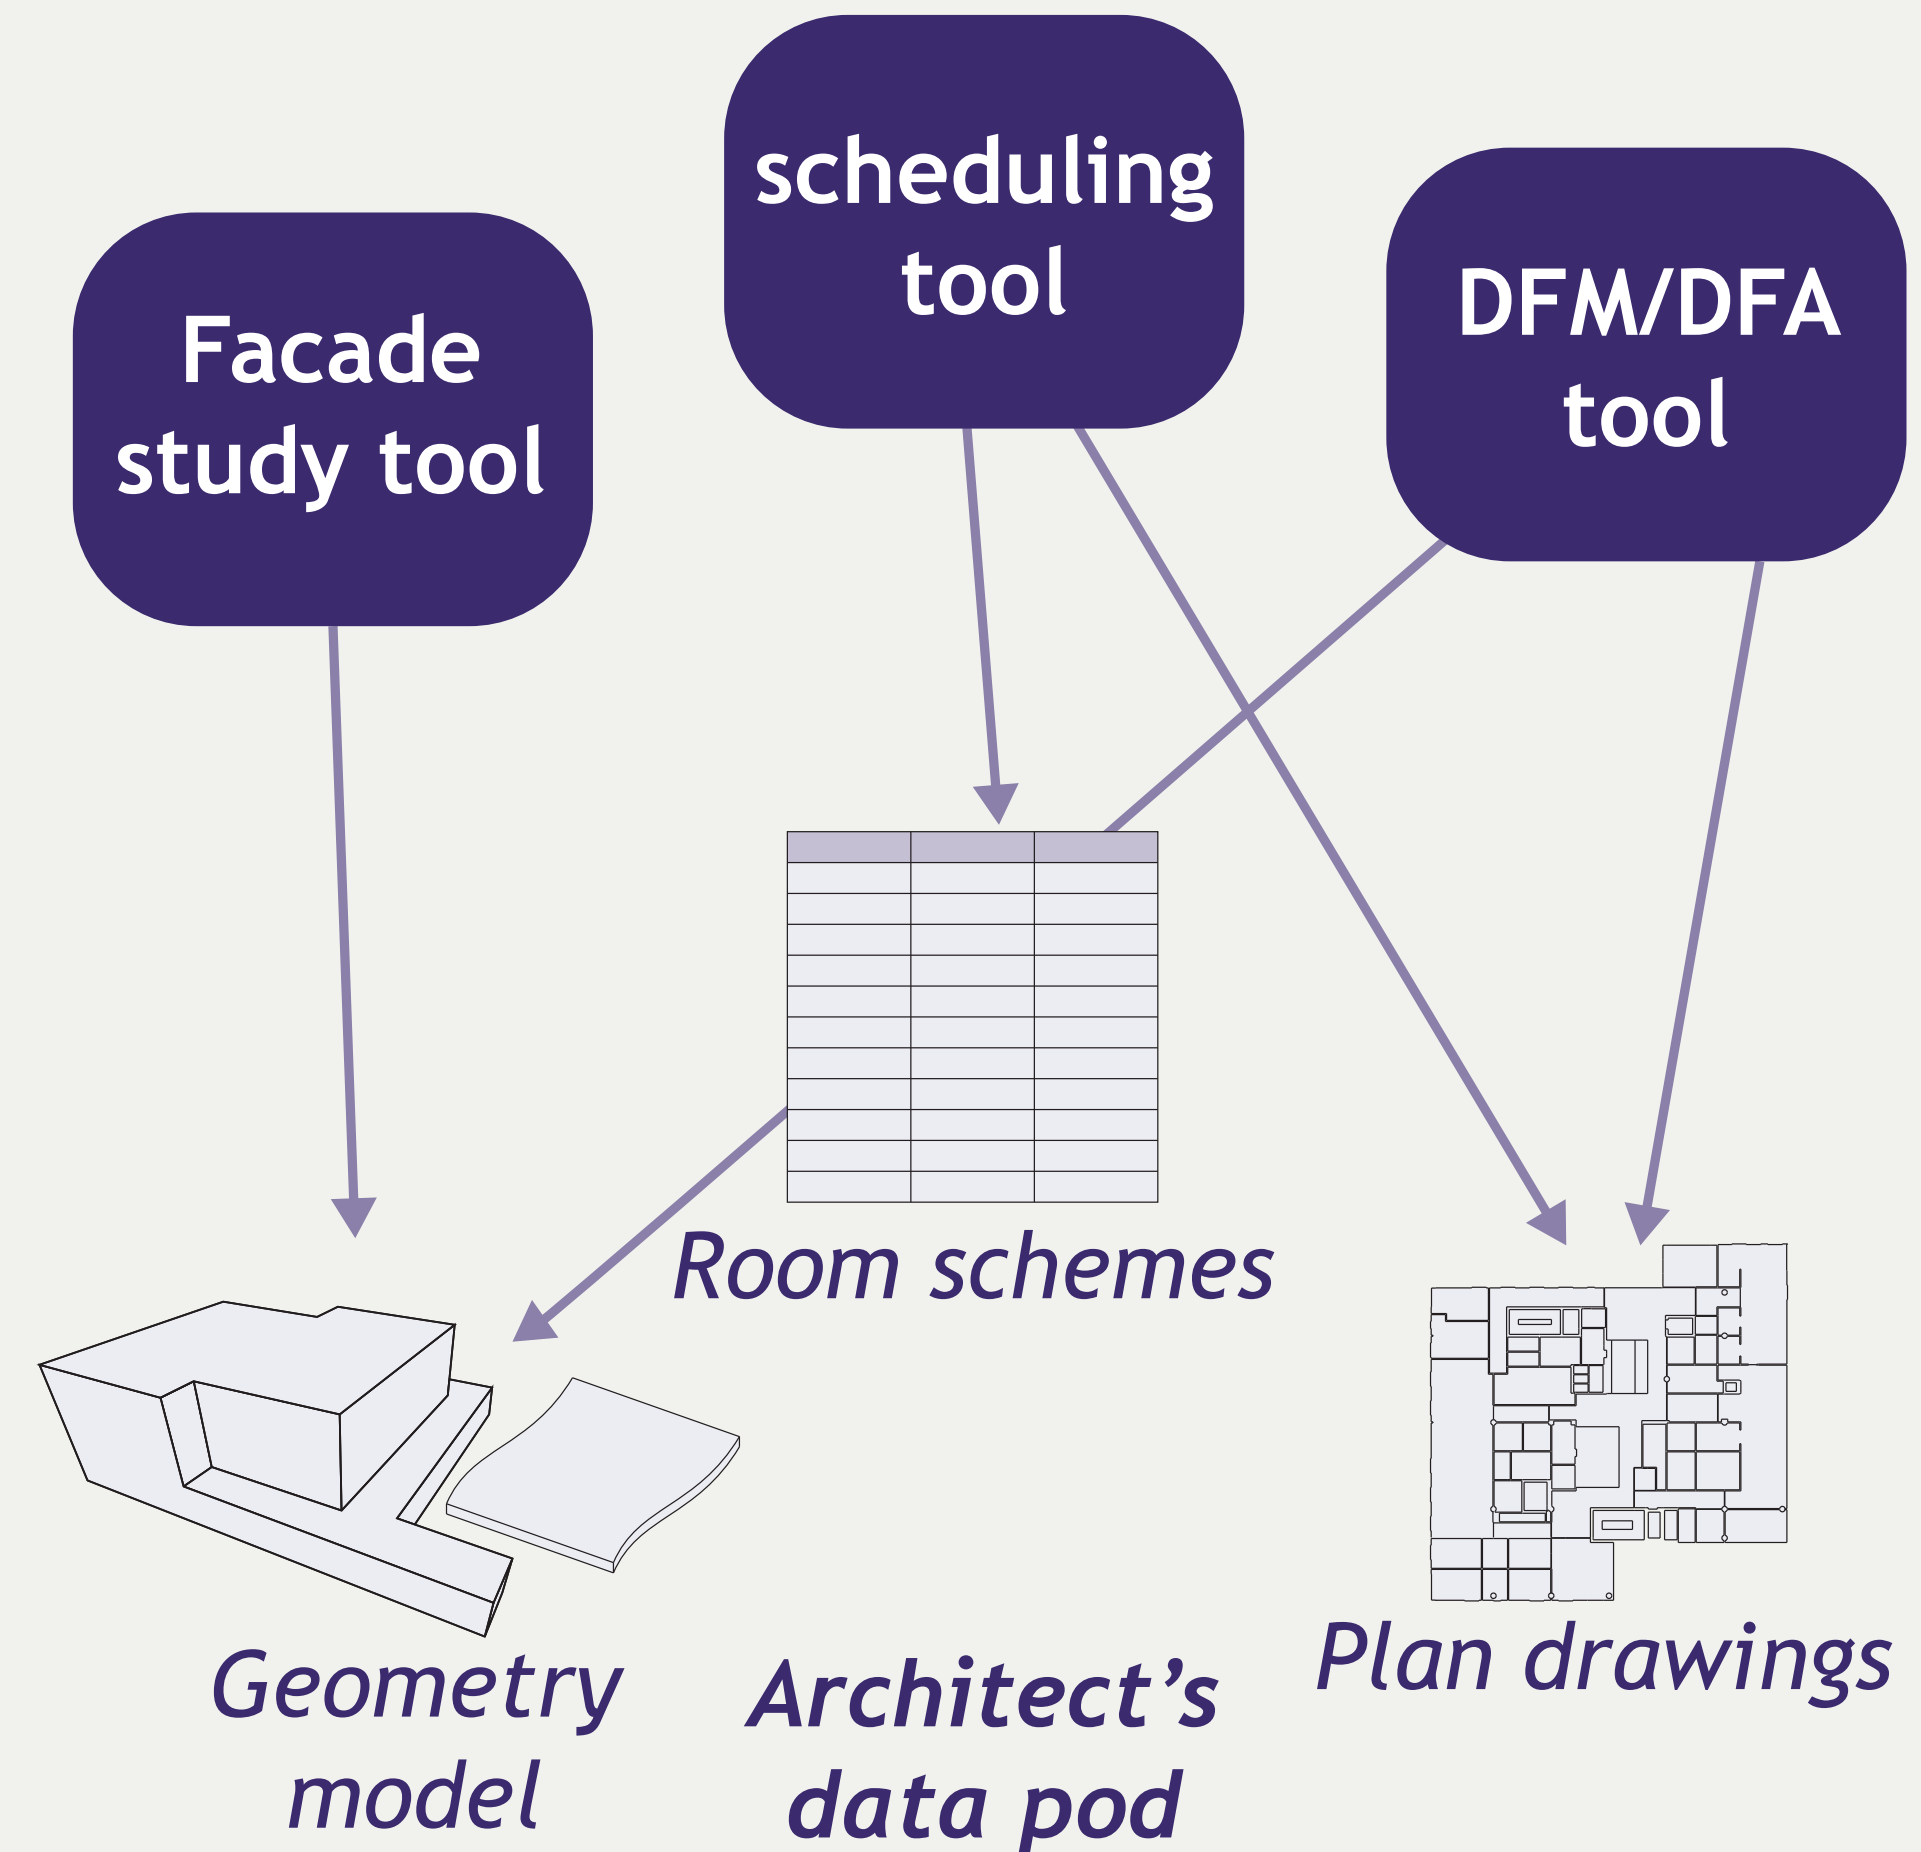 scheduling
tool
Facade
study tool
DFM/DFA
tool
Room schemes
Geometry
model
Architect’s
data pod
Plan drawings